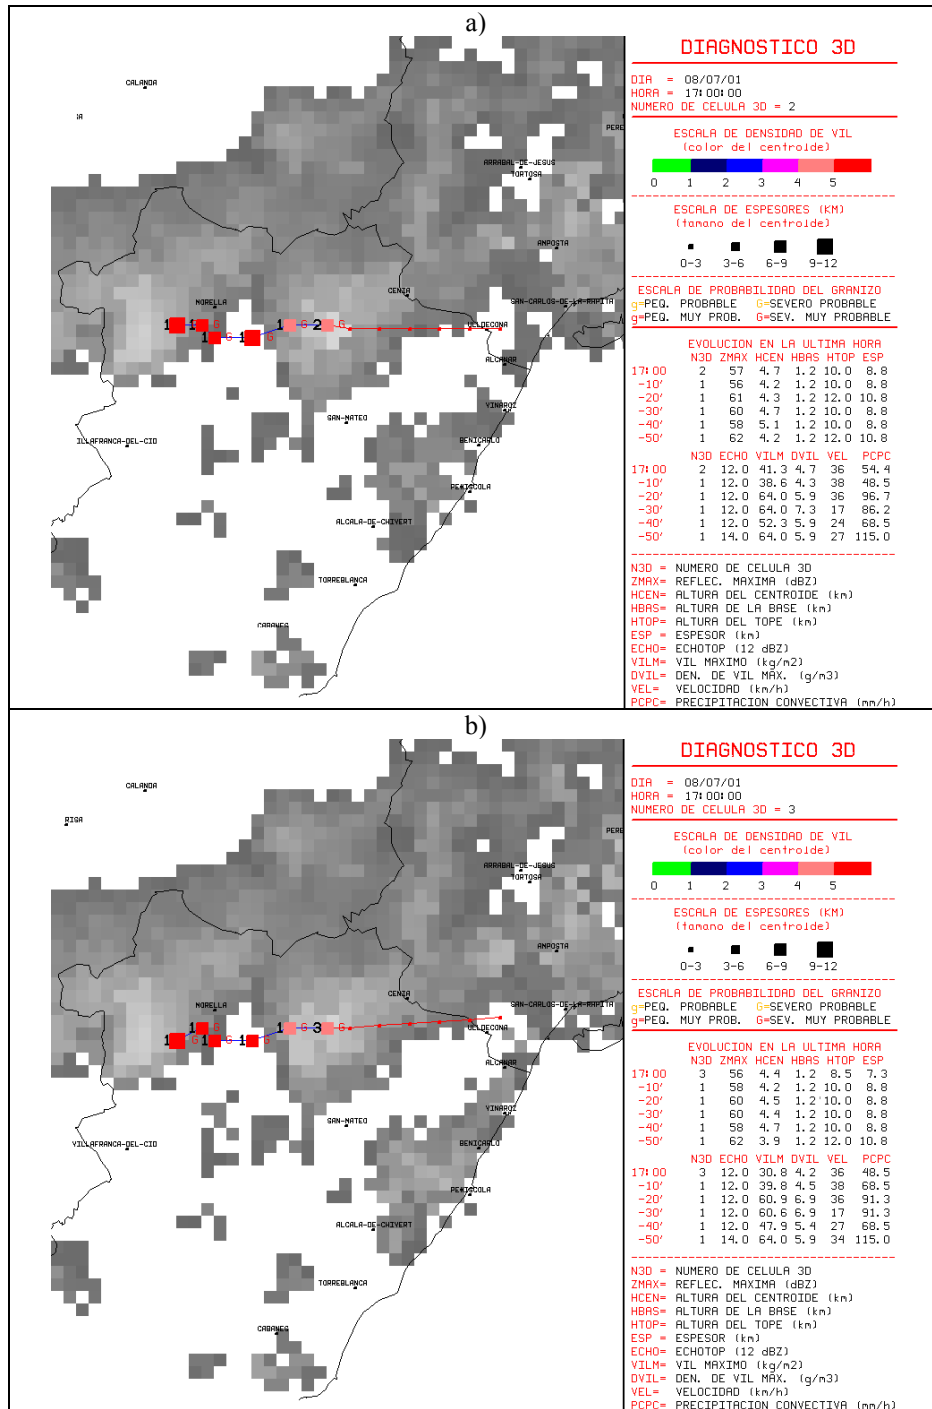 a)
DIAGNOSTICO 3D
DIA = 08/07/01
HORA = 17:00:00
NUMERO DE CELULA 3D = 2
ESCALA DE DENSIDAD DE VIL
(color del centroide)
0 1 2 3 4 5
ESCALA DE ESPESORES (KM)
(tamano del centroide)
0-3 3-6 6-9 9-12
ESCALA DE PROBABILIDAD DEL GRANIZO
g=PEQ. PROBABLE G=SEVERO PROBABLE
g=PEQ. MUY PROB. G=SEV. MUY PROBABLE
EVOLUCION EN LA ULTIMA HORA
N3D ZMAX HCEN HBAS HTOP ESP
17:00 2 57 4.7 1.2 10.0 8.8
-10' 1 56 4.2 1.2 10.0 8.8
-20' 1 61 4.3 1.2 12.0 10.8
-30' 1 60 4.7 1.2 10.0 8.8
-40' 1 58 5.1 1.2 10.0 8.8
-50' 1 62 4.2 1.2 12.0 10.8
N3D ECHO VILM DVIL VEL PCPC
17:00 2 12.0 41.3 4.7 36 54.4
-10' 1 12.0 38.6 4.3 38 48.5
-20' 1 12.0 64.0 5.9 36 96.7
-30' 1 12.0 64.0 7.3 17 86.2
-40' 1 12.0 52.3 5.9 24 68.5
-50' 1 14.0 64.0 5.9 27 115.0
N3D = NUMERO DE CELULA 3D
ZMAX= REFLEC. MAXIMA (dBZ)
HCEN= ALTURA DEL CENTROIDE (km)
HBAS= ALTURA DE LA BASE (km)
HTOP= ALTURA DEL TOPE (km)
ESP = ESPESOR (km)
ECHO= ECHOTOP (12 dBZ)
VILM= VIL MAXIMO (kg/m2)
DVIL= DEN. DE VIL MAX. (g/m3)
VEL= VELOCIDAD (km/h)
PCPC= PRECIPITACION CONVECTIVA (mm/h)
CALANDA
ARRABAL-DE-JESUS
TORTOSA
PERE
AMPOSTA
CENIA
SAN-CARLOS-DE-LA-RAPITA
MORELLA
1 1 G 1 G 1 G 1 G 2 G
ULDECONA
ALCANAR
VINAROZ
SAN-MATEO
ILLAFRANCA-DEL-CID
BENICARLO
PEÑISCOLA
ALCALA-DE-CHIVERT
TORREBLANCA
CABANES
b)
DIAGNOSTICO 3D
DIA = 08/07/01
HORA = 17:00:00
NUMERO DE CELULA 3D = 3
ESCALA DE DENSIDAD DE VIL
(color del centroide)
0 1 2 3 4 5
ESCALA DE ESPESORES (KM)
(tamano del centroide)
0-3 3-6 6-9 9-12
ESCALA DE PROBABILIDAD DEL GRANIZO
g=PEQ. PROBABLE G=SEVERO PROBABLE
g=PEQ. MUY PROB. G=SEV. MUY PROBABLE
EVOLUCION EN LA ULTIMA HORA
N3D ZMAX HCEN HBAS HTOP ESP
17:00 3 56 4.4 1.2 8.5 7.3
-10' 1 58 4.2 1.2 10.0 8.8
-20' 1 60 4.5 1.2 10.0 8.8
-30' 1 60 4.4 1.2 10.0 8.8
-40' 1 58 4.7 1.2 10.0 8.8
-50' 1 62 3.9 1.2 12.0 10.8
N3D ECHO VILM DVIL VEL PCPC
17:00 3 12.0 30.8 4.2 36 48.5
-10' 1 12.0 39.8 4.5 38 68.5
-20' 1 12.0 60.9 6.9 36 91.3
-30' 1 12.0 60.6 6.9 17 91.3
-40' 1 12.0 47.9 5.4 27 68.5
-50' 1 14.0 64.0 5.9 34 115.0
N3D = NUMERO DE CELULA 3D
ZMAX= REFLEC. MAXIMA (dBZ)
HCEN= ALTURA DEL CENTROIDE (km)
HBAS= ALTURA DE LA BASE (km)
HTOP= ALTURA DEL TOPE (km)
ESP = ESPESOR (km)
ECHO= ECHOTOP (12 dBZ)
VILM= VIL MAXIMO (kg/m2)
DVIL= DEN. DE VIL MAX. (g/m3)
VEL= VELOCIDAD (km/h)
PCPC= PRECIPITACION CONVECTIVA (mm/h)
CALANDA
RIGA
ARRABAL-DE-JESUS
TORTOSA
PERE
AMPOSTA
CENIA
SAN-CARLOS-DE-LA-RAPITA
MORELLA
1 G 1 G 1 G 1 G 1 G 3 G
ULDECONA
ALCANAR
VINAROZ
SAN-MATEO
VILLAFRANCA-DEL-CID
BENICARLO
PEÑISCOLA
ALCALA-DE-CHIVERT
TORREBLANCA
CABANES